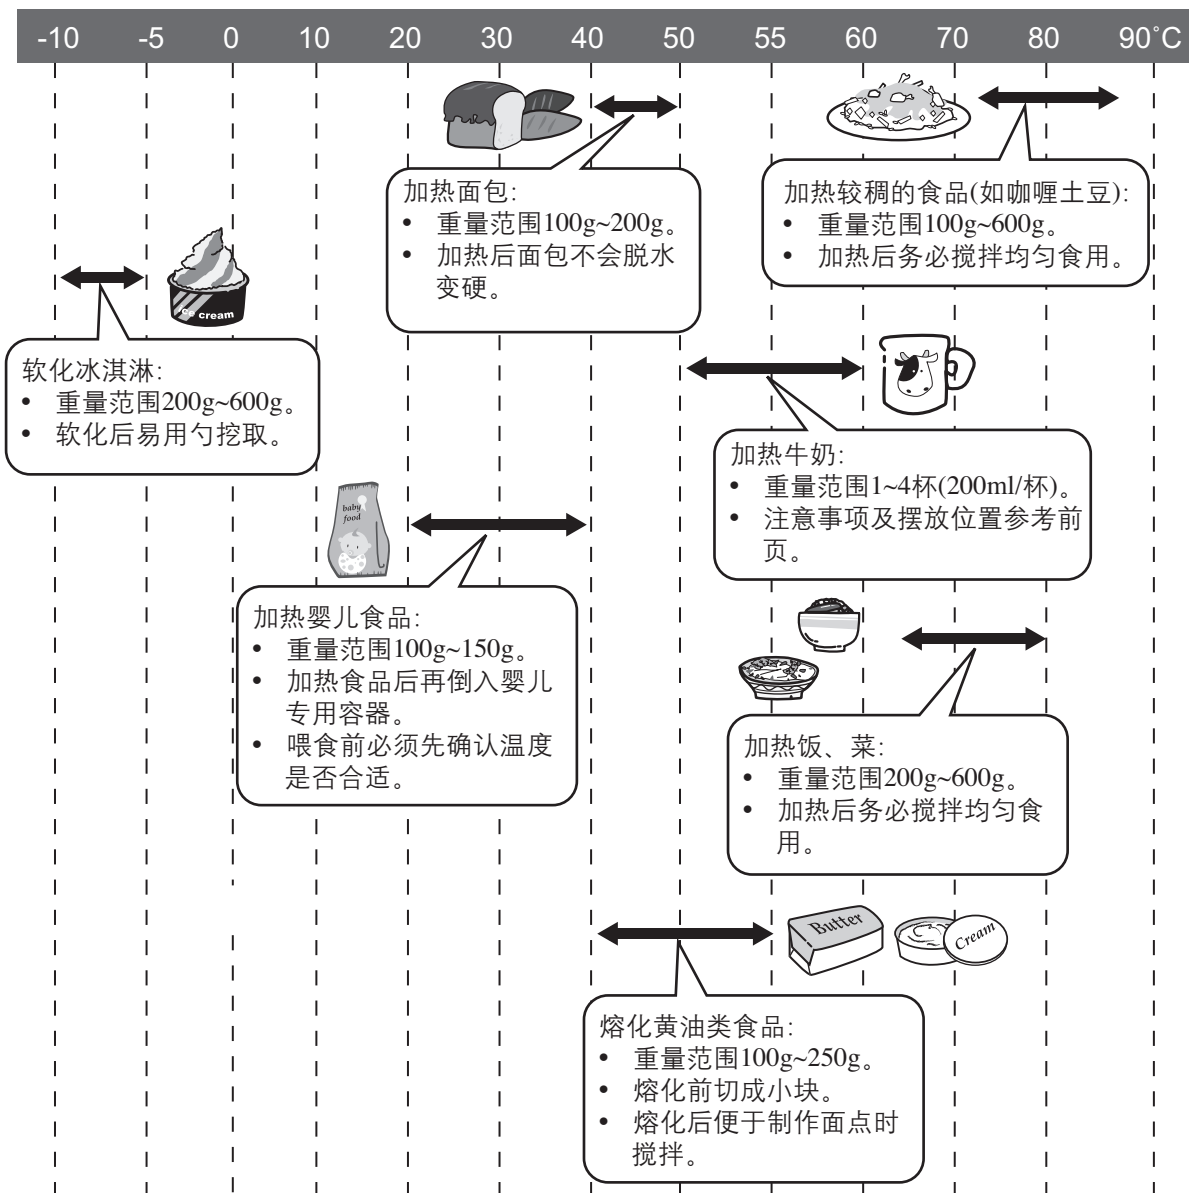 -10 -5 0 10 20 30 40 50 55 60 70 80 90˚C
加热面包:
• 重量范围100g~200g。
• 加热后面包不会脱水
变硬。
加热较稠的食品(如咖喱土豆):
• 重量范围100g~600g。
• 加热后务必搅拌均匀食用。
ice cream
软化冰淇淋:
• 重量范围200g~600g。
• 软化后易用勺挖取。
加热牛奶:
• 重量范围1~4杯(200ml/杯)。
• 注意事项及摆放位置参考前
页。
baby
food
加热婴儿食品:
• 重量范围100g~150g。
• 加热食品后再倒入婴儿
专用容器。
• 喂食前必须先确认温度
是否合适。
加热饭、菜:
• 重量范围200g~600g。
• 加热后务必搅拌均匀食
用。
Butter
Cream
熔化黄油类食品:
• 重量范围100g~250g。
• 熔化前切成小块。
• 熔化后便于制作面点时
搅拌。